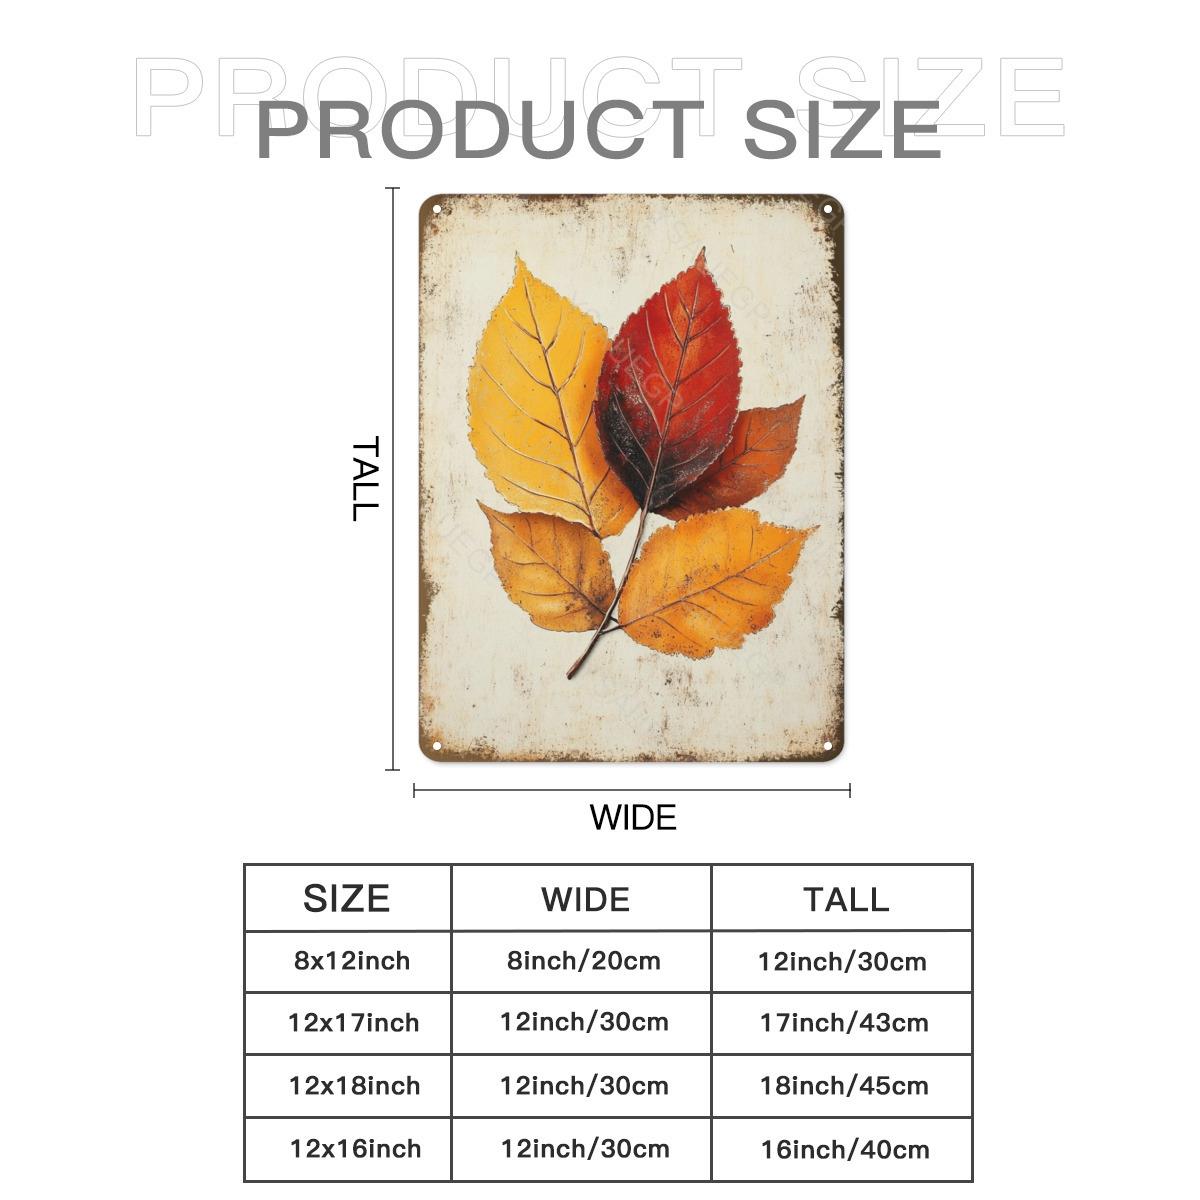 PRODUCT SIZE
PRODUCT SIZE
TALL
WIDE
SIZE WIDE TALL
8x12inch 8inch/20cm 12inch/30cm
12x17inch 12inch/30cm 17inch/43cm
12x18inch 12inch/30cm 18inch/45cm
12x16inch 12inch/30cm 16inch/40cm